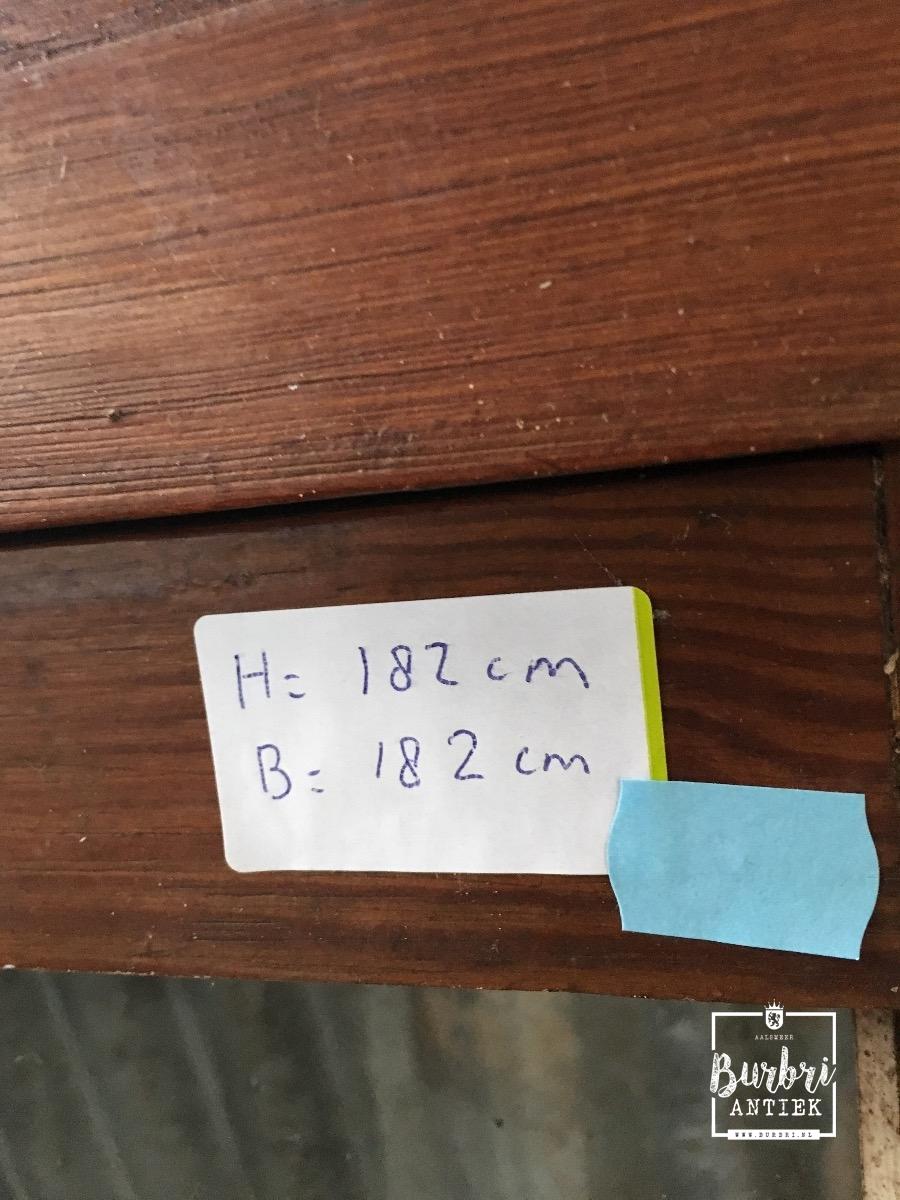 H= 182 cm
B= 182 cm
AALSMEER
Burbri
ANTIEK
WWW.BURBRI.NL